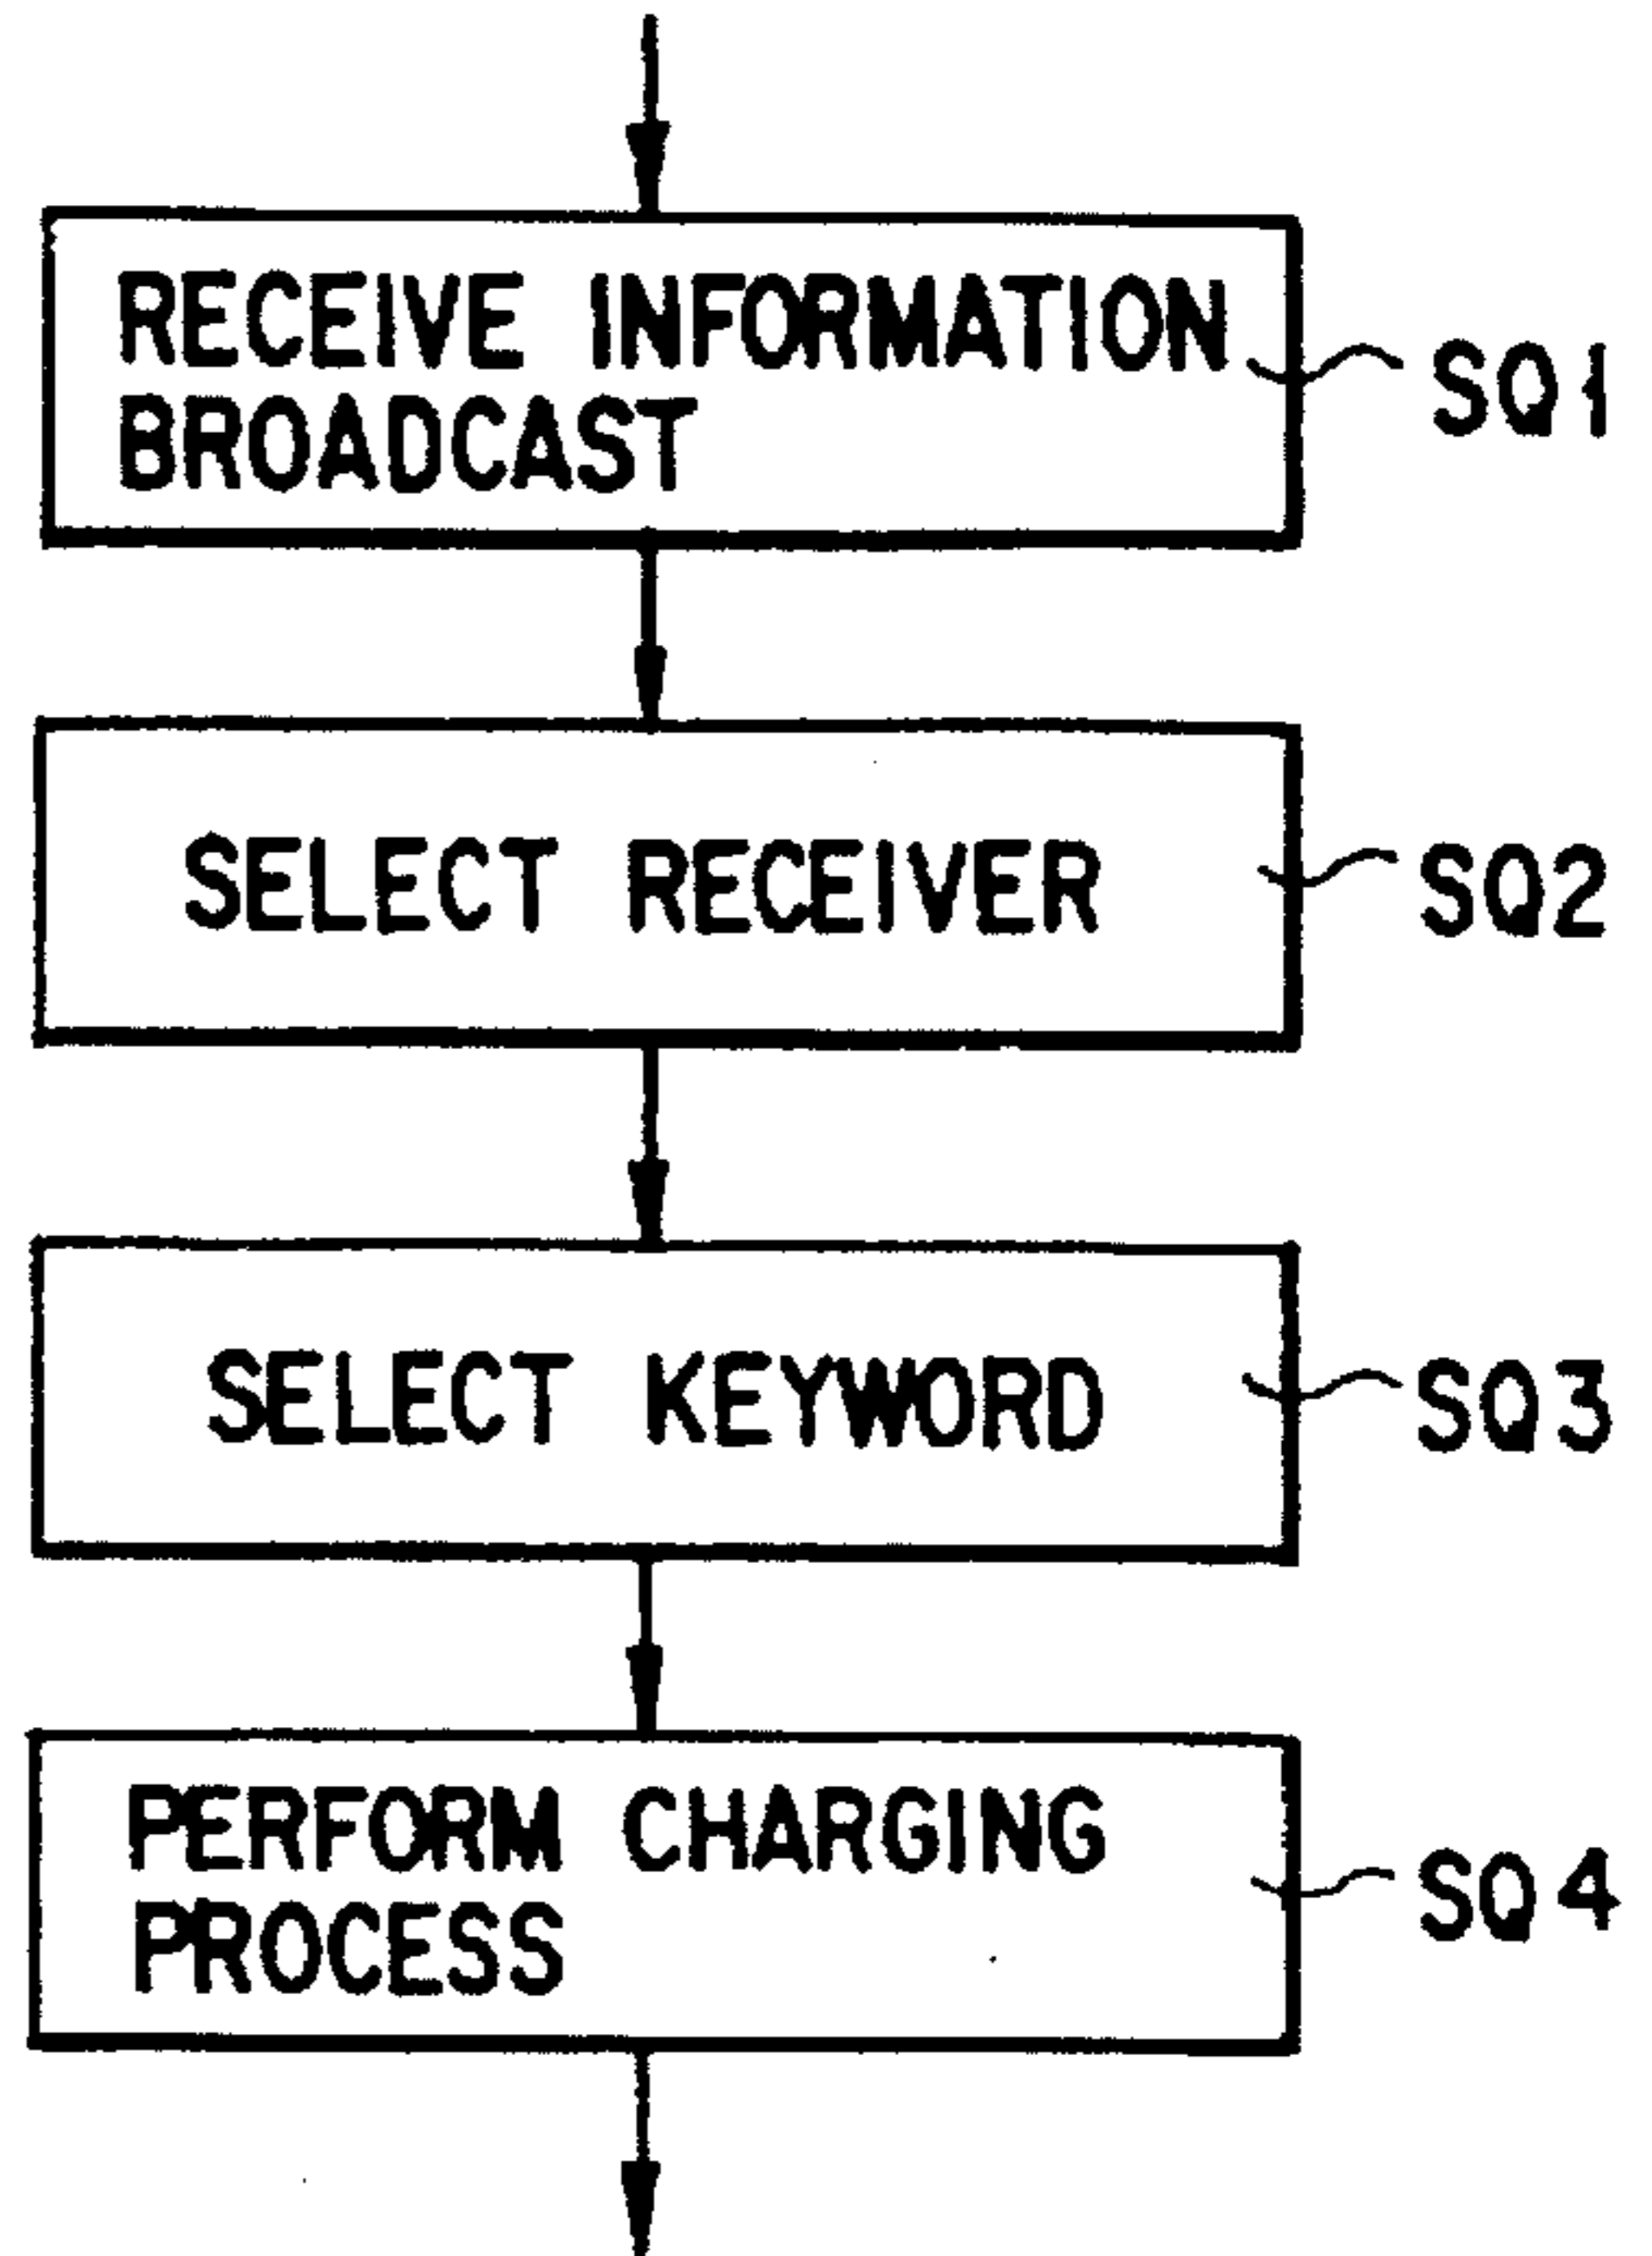 RECEIVE INFORMATION
BROADCAST
SQ1
SELECT RECEIVER
SQ2
SELECT KEYWORD
SQ3
PERFORM CHARGING
PROCESS
SQ4